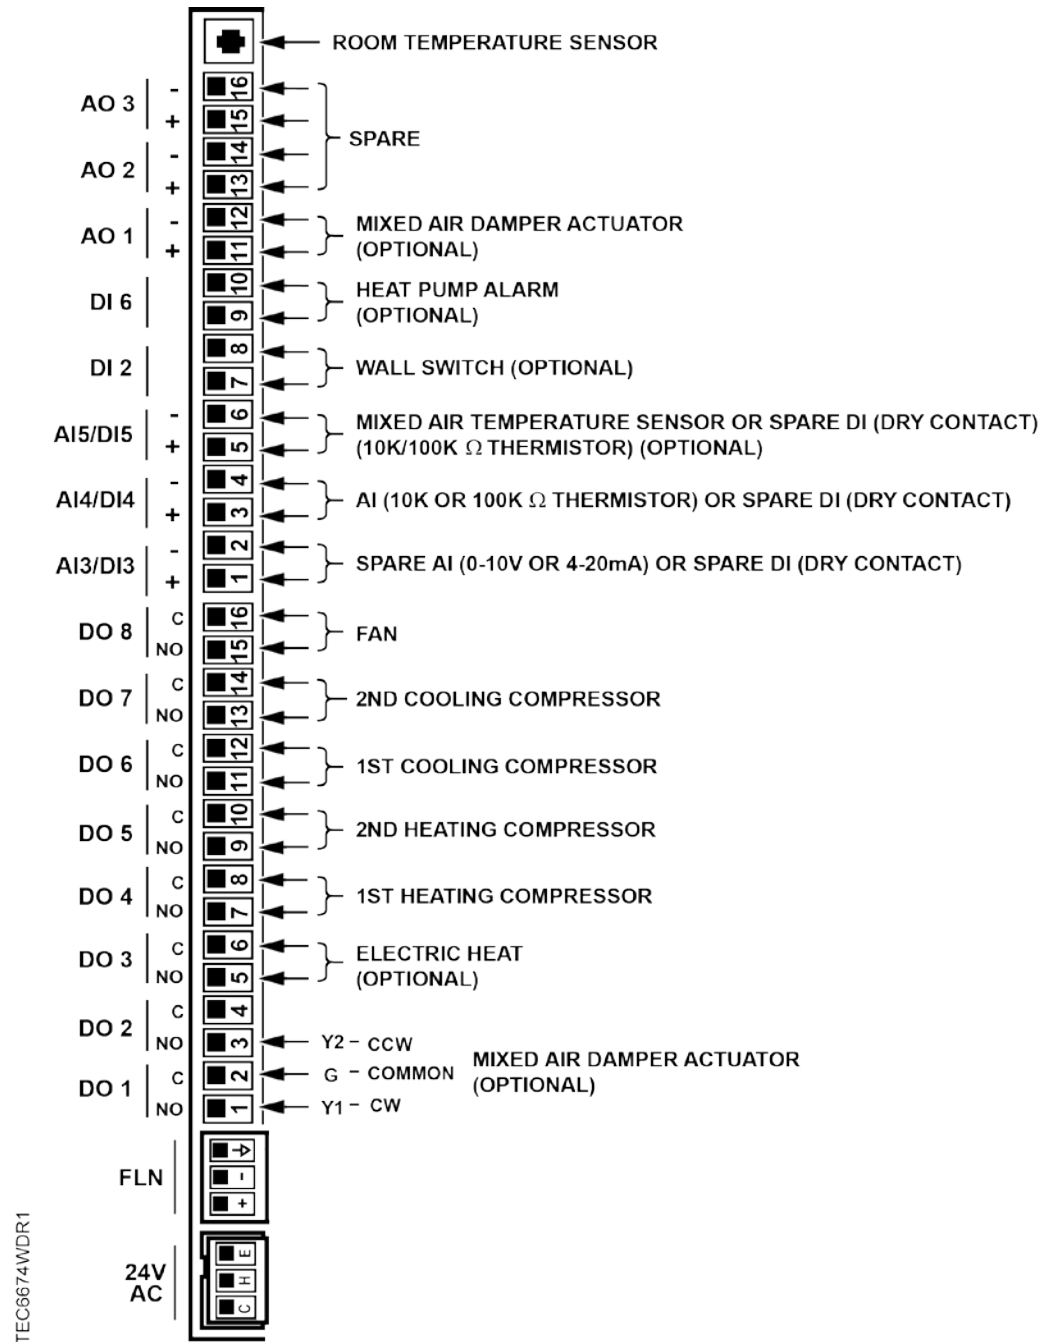 ROOM TEMPERATURE SENSOR
AO 3 - 16
+ 15
SPARE
AO 2 - 14
+ 13
AO 1 - 12 MIXED AIR DAMPER ACTUATOR
+ 11 (OPTIONAL)
DI 6 10 HEAT PUMP ALARM
9 (OPTIONAL)
DI 2 8 WALL SWITCH (OPTIONAL)
7
AI5/DI5 - 6 MIXED AIR TEMPERATURE SENSOR OR SPARE DI (DRY CONTACT)
+ 5 (10K/100K Ω THERMISTOR) (OPTIONAL)
AI4/DI4 - 4 AI (10K OR 100K Ω THERMISTOR) OR SPARE DI (DRY CONTACT)
+ 3
AI3/DI3 - 2 SPARE AI (0-10V OR 4-20mA) OR SPARE DI (DRY CONTACT)
+ 1
DO 8 C 16 FAN
NO 15
DO 7 C 14 2ND COOLING COMPRESSOR
NO 13
DO 6 C 12 1ST COOLING COMPRESSOR
NO 11
DO 5 C 10 2ND HEATING COMPRESSOR
NO 9
DO 4 C 8 1ST HEATING COMPRESSOR
NO 7
DO 3 C 6 ELECTRIC HEAT
NO 5 (OPTIONAL)
DO 2 C 4
NO 3 Y2 - CCW
DO 1 C 2 G - COMMON MIXED AIR DAMPER ACTUATOR
(OPTIONAL)
NO 1 Y1 - CW
FLN
-
+
24V
AC
E
H
C
TEC6674WDR1